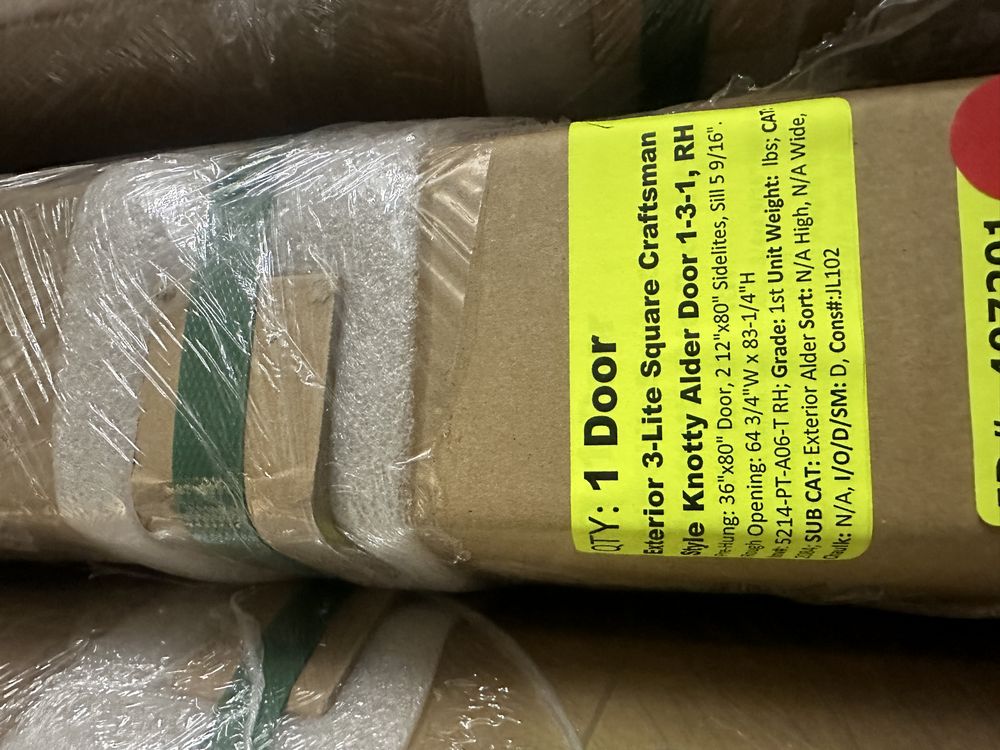 QTY: 1 Door
Exterior 3-Lite Square Craftsman
Style Knotty Alder Door 1-3-1, RH
36"x80" Door, 2 12"x80" Sidelites, Sill 5 9/16".
Opening: 64 3/4"W x 83-1/4"H
5214-PT-A06-T RH; Grade: 1st Unit Weight: lbs; CAT:
SUB CAT: Exterior Alder Sort: N/A High, N/A Wide,
N/A, I/O/D/SM: D, Cons#:JL102